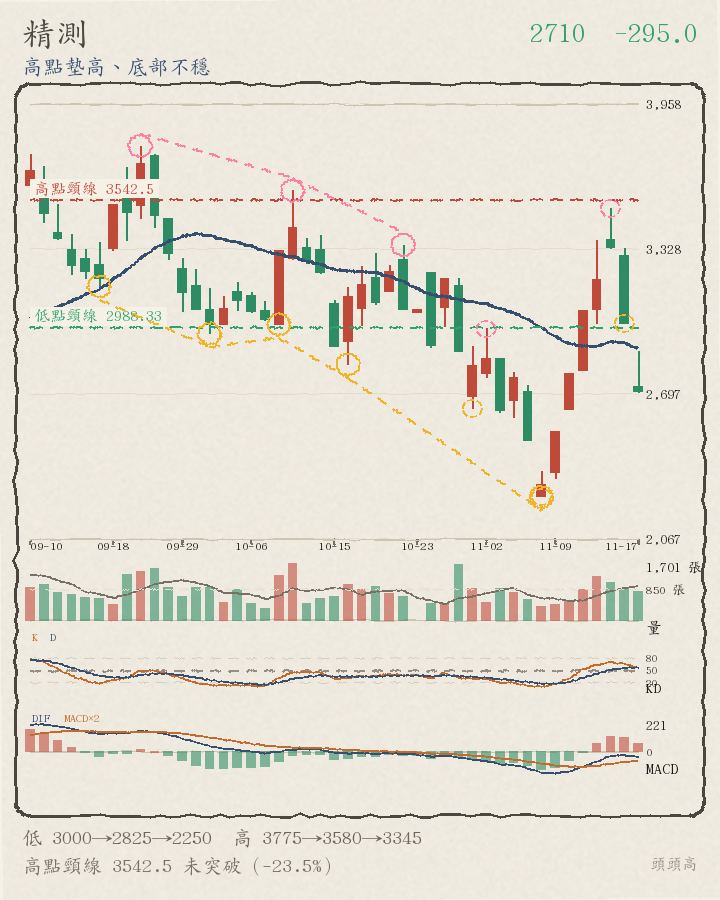 精測
2710 -295.0
高點墊高、底部不穩
3,958
高點頸線 3542.5
3,328
低點頸線 2988.33
2,697
2,067
09-10 09-18 09-29 10-06 10-15 10-23 11-02 11-09 11-17
1,701 張
850 張
量
K D
80
50
20
KD
DIF MACD×2
221
0
MACD
低 3000→2825→2250 高 3775→3580→3345
高點頸線 3542.5 未突破 (-23.5%)
頭頭高